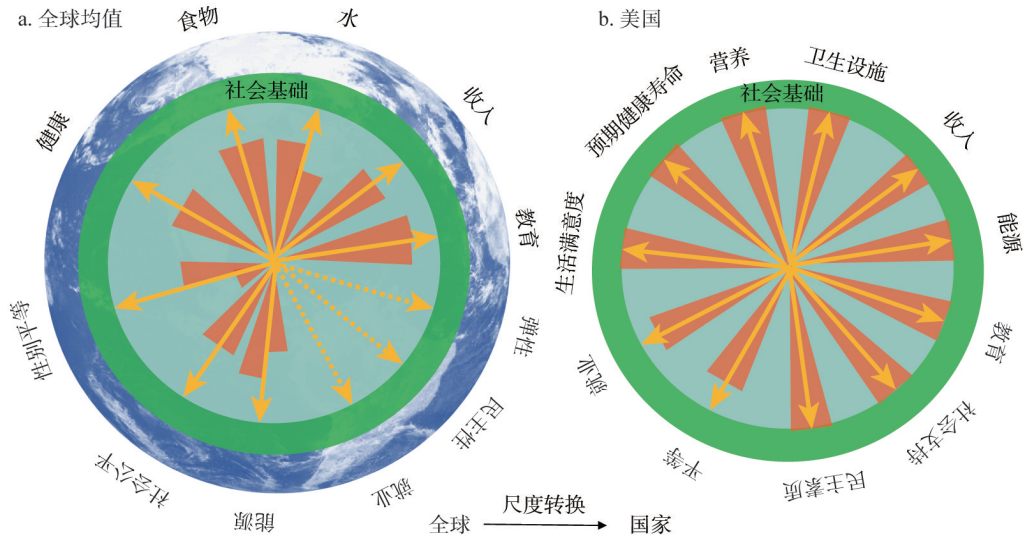 a. 全球均值
食物
水
收入
教育
弹性
民主性
就业
能源
社会公平
性别平等
健康
社会基础
b. 美国
营养
卫生设施
收入
能源
教育
社会支持
民主素质
平等
就业
生活满意度
预期健康寿命
社会基础
尺度转换
全球
国家